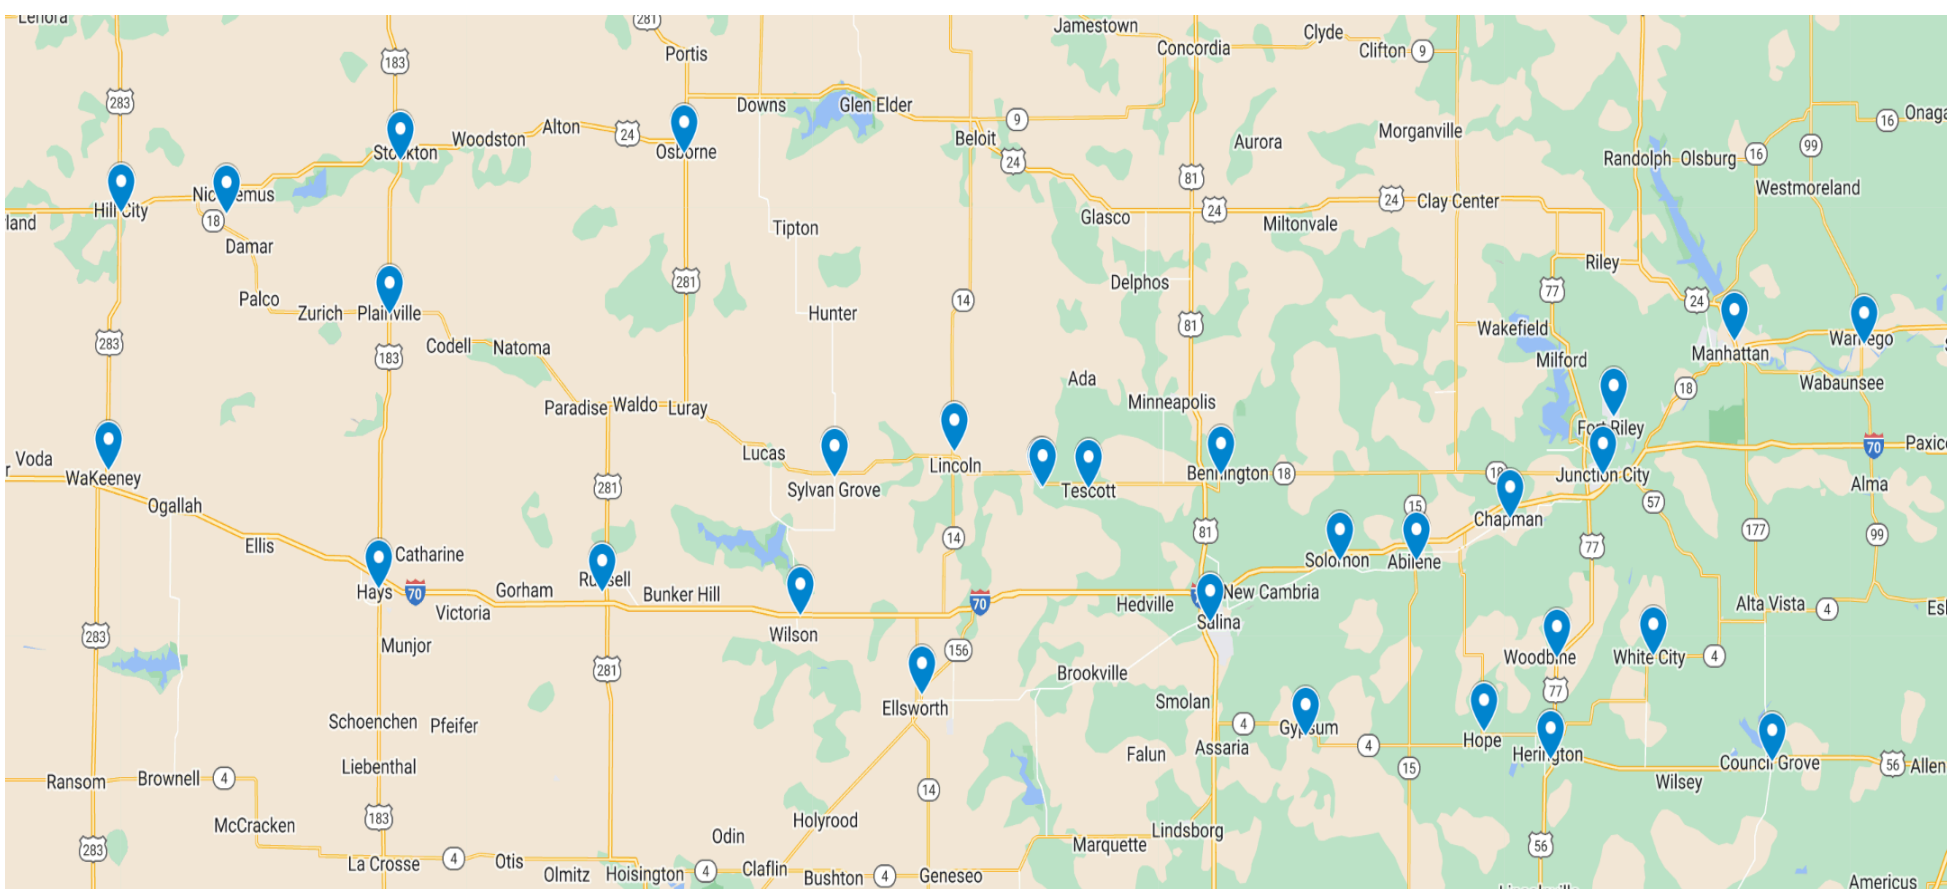 Lenora
281
Jamestown
Clyde
Concordia
Clifton
9
183
Portis
283
Downs
Glen Elder
9
Onaga
16
Woodston
Alton
24
Stockton
Osborne
Beloit
24
Aurora
Morganville
Randolph
Olsburg
16
99
81
Westmoreland
Nicodemus
Hill City
18
Glasco
24
Miltonvale
24
Clay Center
land
Damar
Tipton
Riley
Delphos
281
77
Palco
Zurich
Plainville
Hunter
14
24
81
Wakefield
283
183
Codell
Natoma
Milford
Manhattan
Wamego
Ada
18
Wabaunsee
Paradise
Waldo
Luray
Minneapolis
Fort Riley
Voda
WaKeeney
Lucas
Lincoln
Sylvan Grove
Tescott
Bennington
18
18
Junction City
70
Paxico
Alma
281
Ogallah
15
Chapman
57
Ellis
Catharine
14
81
Solomon
Abilene
77
177
99
Hays
70
Gorham
Russell
Bunker Hill
70
Hedville
New Cambria
Victoria
Wilson
Salina
Alta Vista
4
283
Munjor
156
Woodbine
White City
4
281
Brookville
77
Ellsworth
Smolan
Schoenchen
Pfeifer
4
Gypsum
Assaria
4
Hope
Herington
Falun
Liebenthal
Council Grove
56
Allen
Ransom
Brownell
4
15
Wilsey
14
183
McCracken
Holyrood
Odin
Lindsborg
Marquette
283
La Crosse
4
Otis
56
Olmitz
Hoisington
4
Claflin
Bushton
4
Geneseo
Americus